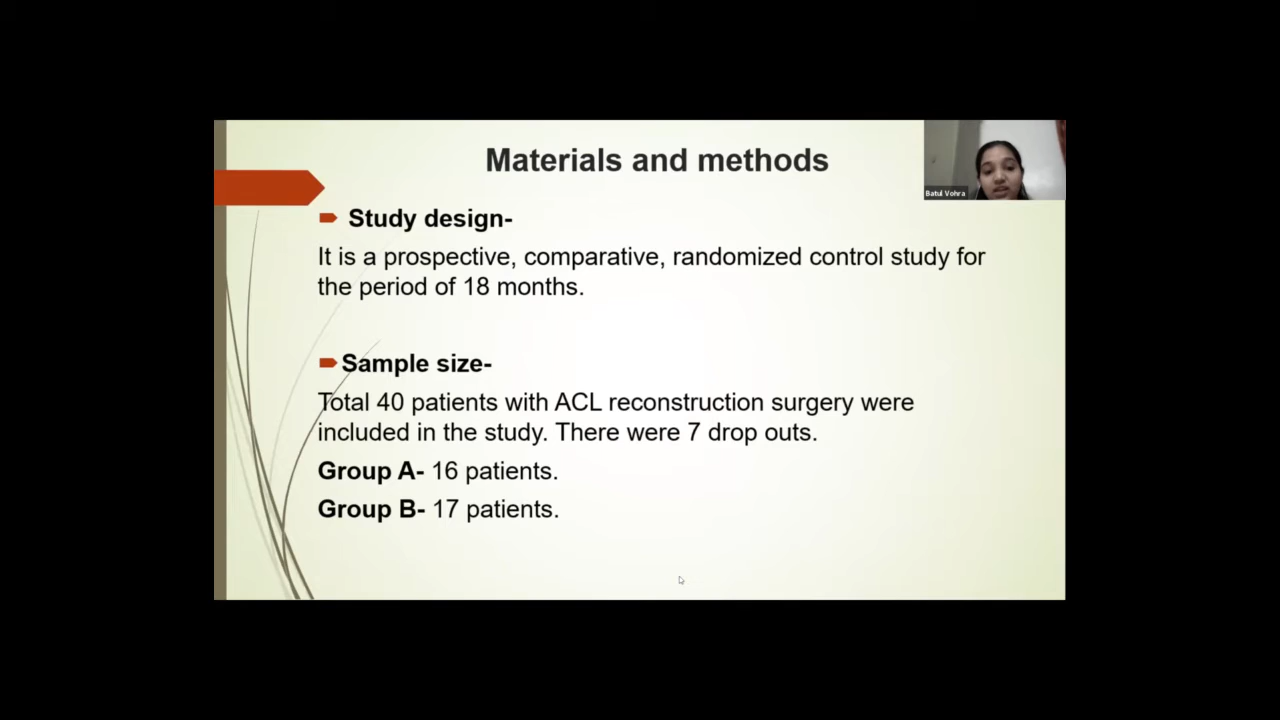 Materials and methods
Batul Vohra
Study design-
It is a prospective, comparative, randomized control study for
the period of 18 months.
Sample size-
Total 40 patients with ACL reconstruction surgery were
included in the study. There were 7 drop outs.
Group A- 16 patients.
Group B- 17 patients.